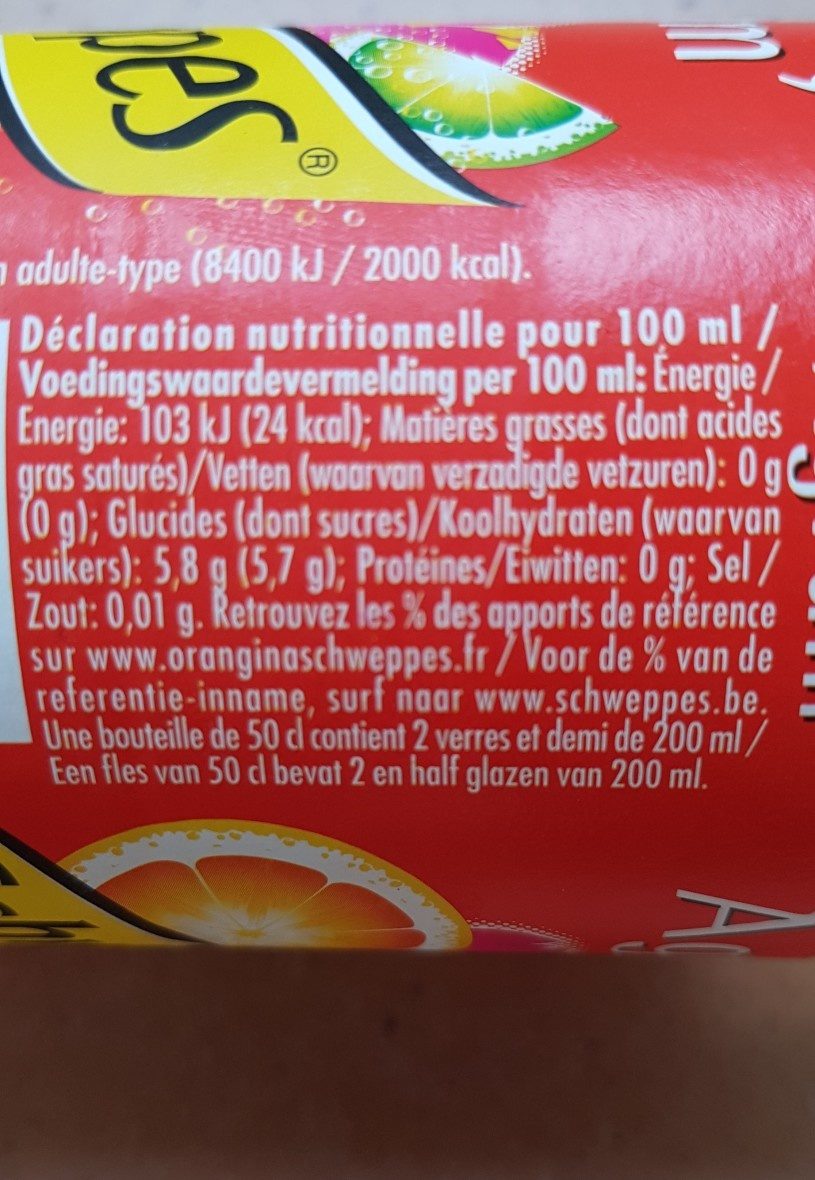 pes®
adulte-type (8400 kJ / 2000 kcal).
Déclaration nutritionnelle pour 100 ml /
Voedingswaardevermelding per 100 ml: Énergie /
Energie: 103 kJ (24 kcal); Matières grasses (dont acides
gras saturés)/Vetten (waarvan verzadigde vetzuren): 0 g
(0 g); Glucides (dont sucres)/Koolhydraten (waarvan
suikers): 5,8 g (5,7 g); Protéines/Eiwitten: 0 g; Sel /
Zout: 0,01 g. Retrouvez les % des apports de référence
sur www.oranginaschweppes.fr / Voor de % van de
referentie-inname, surf naar www.schweppes.be.
Une bouteille de 50 cl contient 2 verres et demi de 200 ml /
Een fles van 50 cl bevat 2 en half glazen van 200 ml.